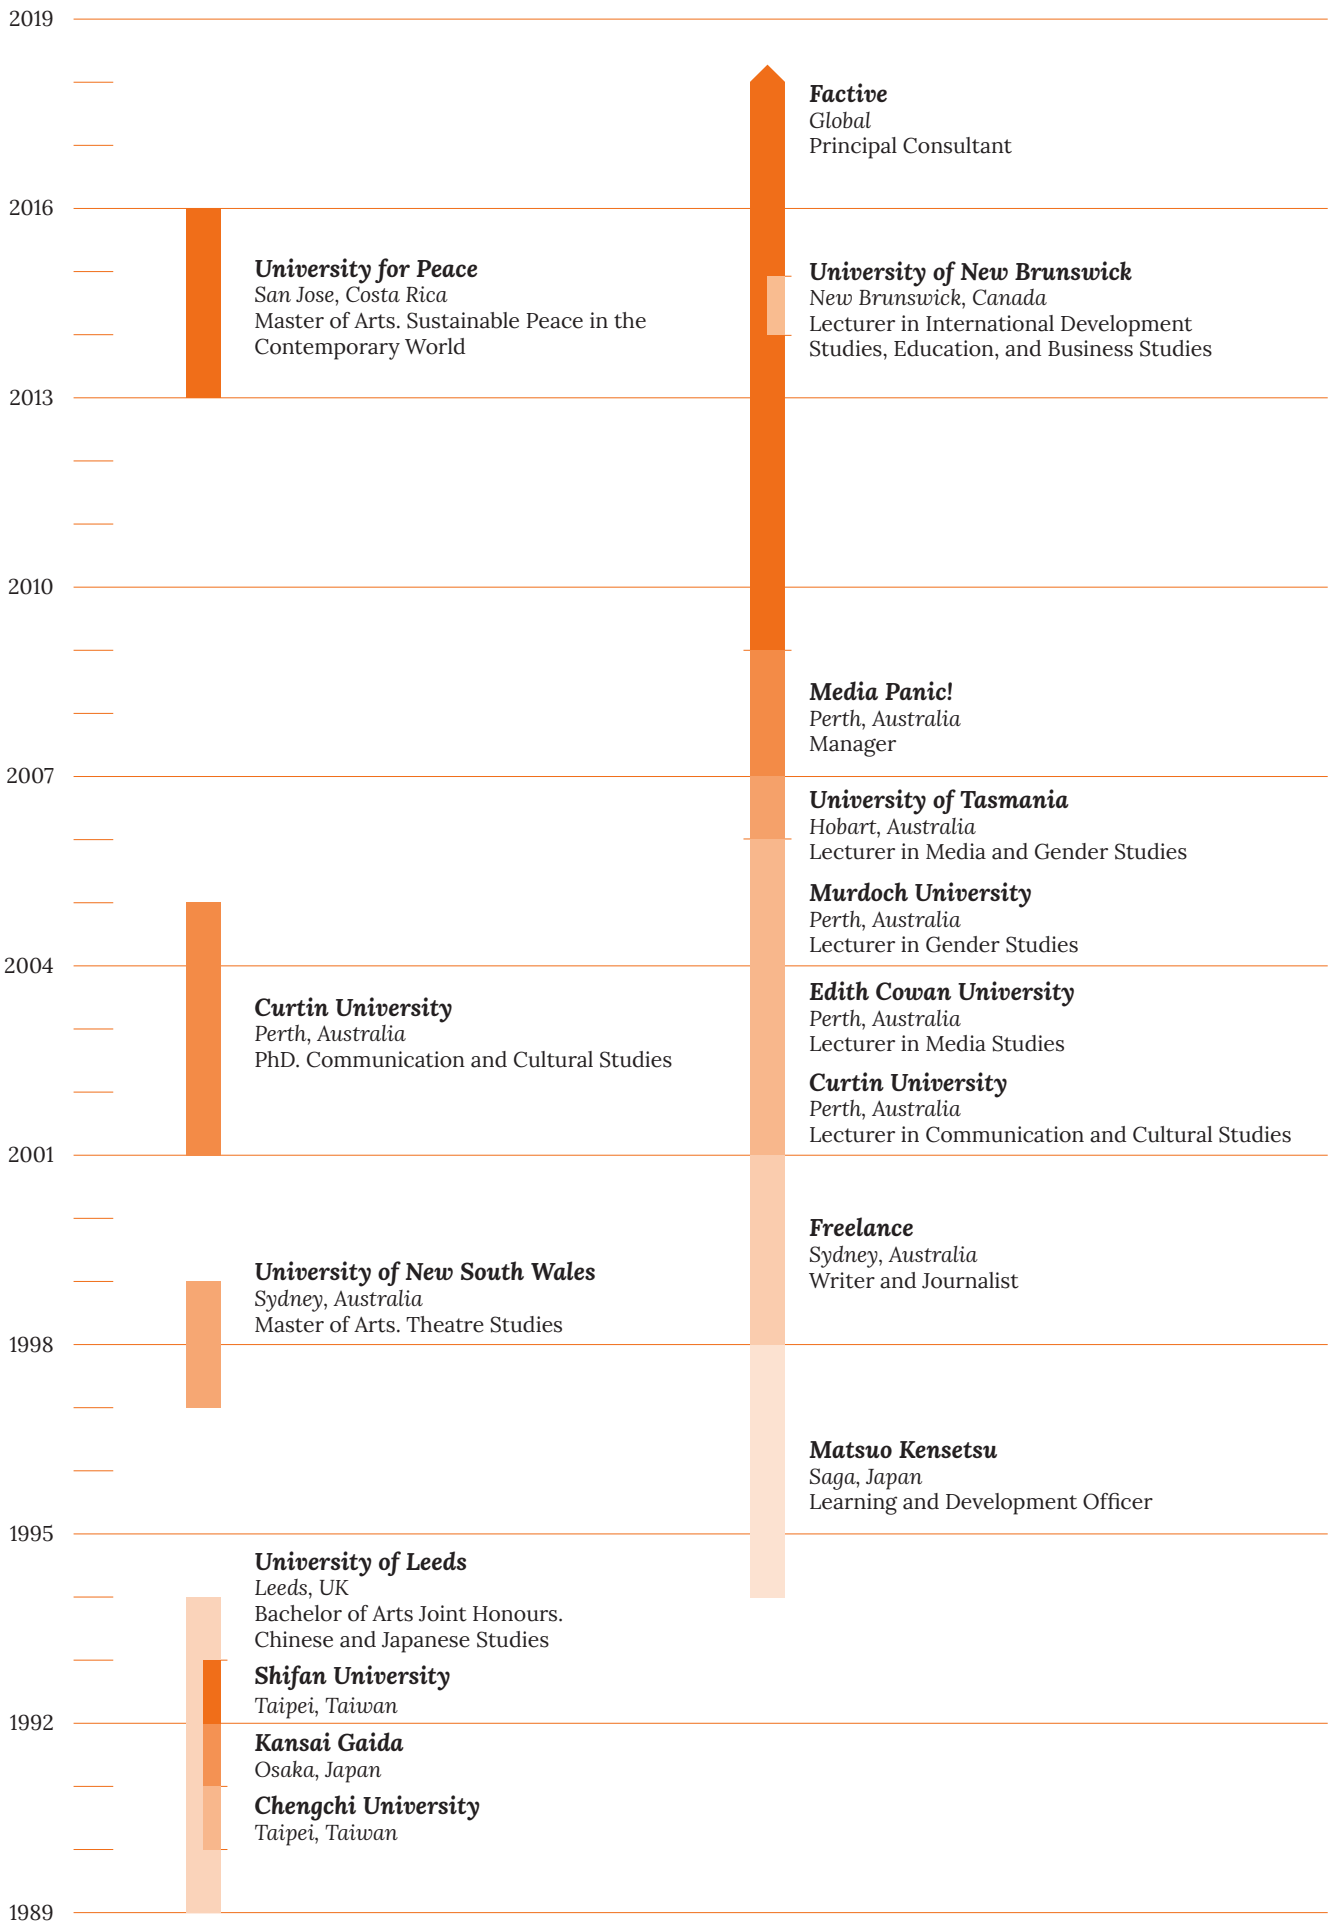 2019
Factive
Global
Principal Consultant
2016
University for Peace
San Jose, Costa Rica
Master of Arts. Sustainable Peace in the
Contemporary World
University of New Brunswick
New Brunswick, Canada
Lecturer in International Development
Studies, Education, and Business Studies
2013
2010
Media Panic!
Perth, Australia
Manager
2007
University of Tasmania
Hobart, Australia
Lecturer in Media and Gender Studies
Murdoch University
Perth, Australia
Lecturer in Gender Studies
2004
Curtin University
Perth, Australia
PhD. Communication and Cultural Studies
Edith Cowan University
Perth, Australia
Lecturer in Media Studies
Curtin University
Perth, Australia
Lecturer in Communication and Cultural Studies
2001
Freelance
Sydney, Australia
Writer and Journalist
University of New South Wales
Sydney, Australia
Master of Arts. Theatre Studies
1998
Matsuo Kensetsu
Saga, Japan
Learning and Development Officer
1995
University of Leeds
Leeds, UK
Bachelor of Arts Joint Honours.
Chinese and Japanese Studies
Shifan University
Taipei, Taiwan
1992
Kansai Gaida
Osaka, Japan
Chengchi University
Taipei, Taiwan
1989